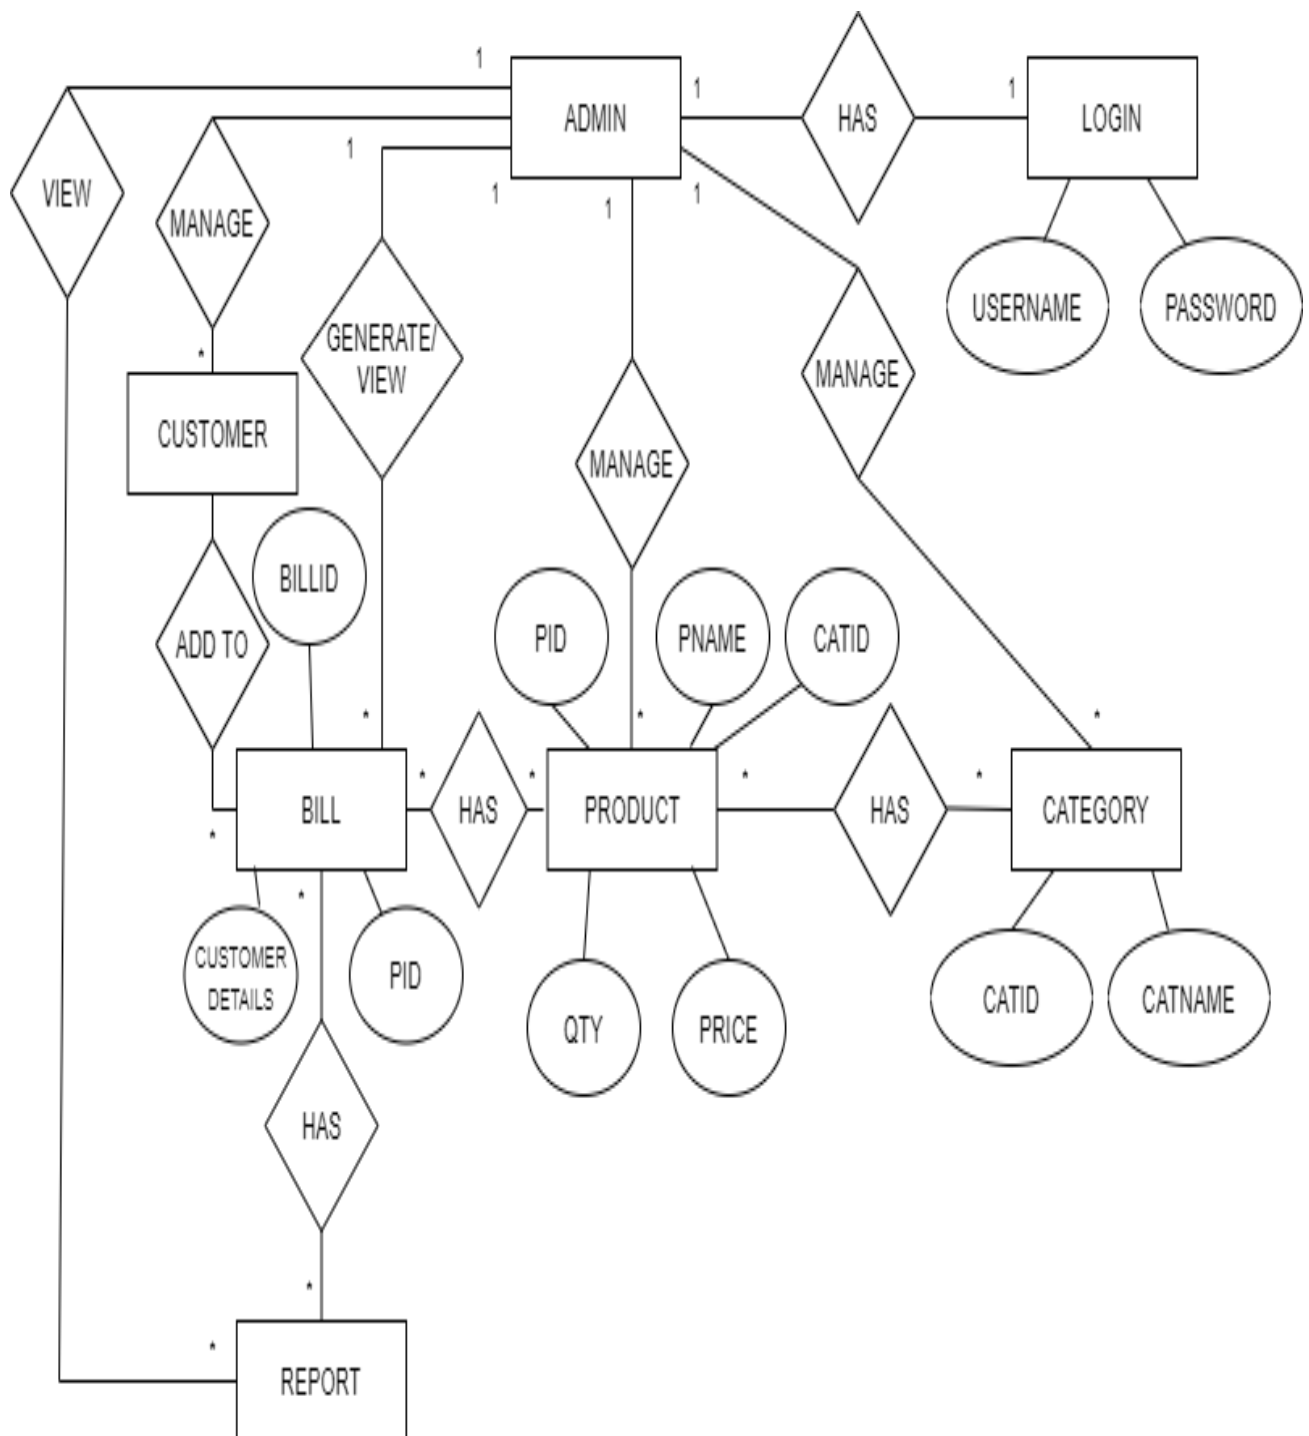 1
ADMIN
1
HAS
1
LOGIN
VIEW
MANAGE
1
1
1
1
USERNAME
PASSWORD
GENERATE/
VIEW
MANAGE
*
CUSTOMER
MANAGE
BILLID
ADD TO
PID
PNAME
CATID
*
*
*
BILL
*
HAS
*
PRODUCT
*
HAS
*
CATEGORY
*
*
CUSTOMER
DETAILS
PID
QTY
PRICE
CATID
CATNAME
HAS
*
*
REPORT